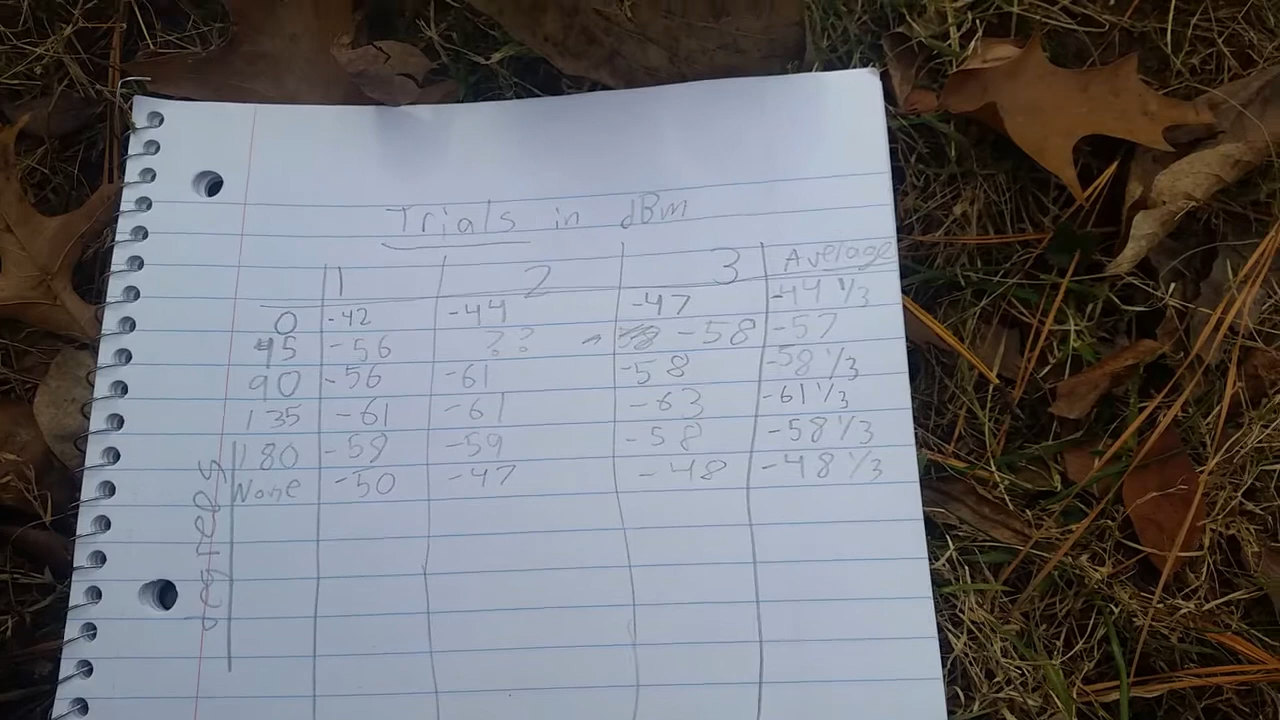 Trials in dBm
1 2 3 Average
0 -42 -44 -47 -44 1/3
45 -56 ?? -58 -57
90 -56 -61 -58 -58 1/3
135 -61 -61 -63 -61 1/3
180 -59 -59 -58 -58 1/3
None -50 -47 -48 -48 1/3
Degrees